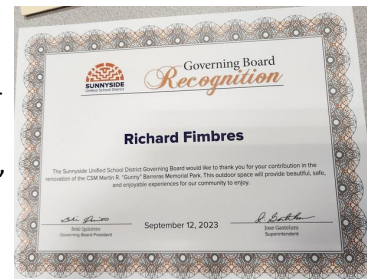 SUNNYSIDE
Unified School District
Governing Board
Recognition
Richard Fimbres
The Sunnyside Unified School District Governing Board would like to thank you for your contribution in the
renovation of the CSM Martin R. "Gunny" Barreras Memorial Park. This outdoor space will provide beautiful, safe,
and enjoyable experiences for our community to enjoy.
September 12, 2023
Governing Board President
Jose Gastelum
Superintendent